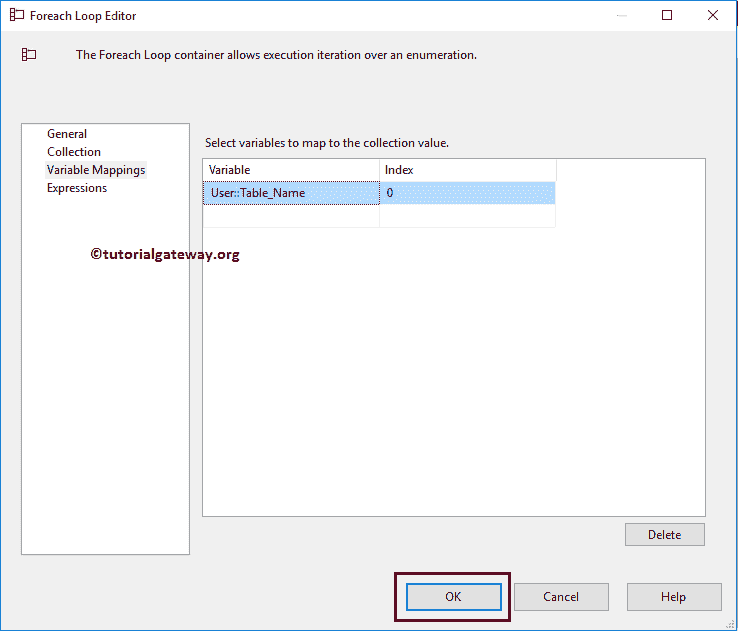 Foreach Loop Editor
The Foreach Loop container allows execution iteration over an enumeration.
General
Collection
Variable Mappings
Expressions
Select variables to map to the collection value.
Variable Index
User::Table_Name 0
©tutorialgateway.org
Delete
OK Cancel Help